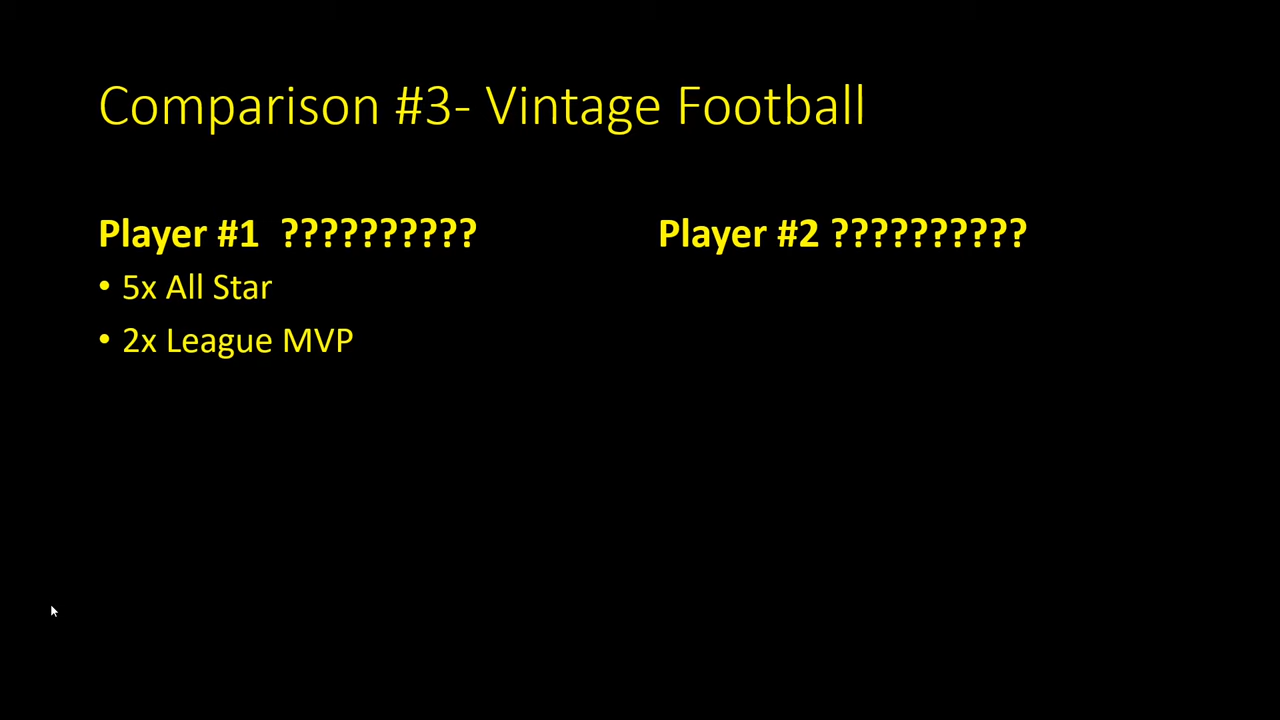 Comparison #3- Vintage Football
Player #1 ??????????
• 5x All Star
• 2x League MVP
Player #2 ??????????